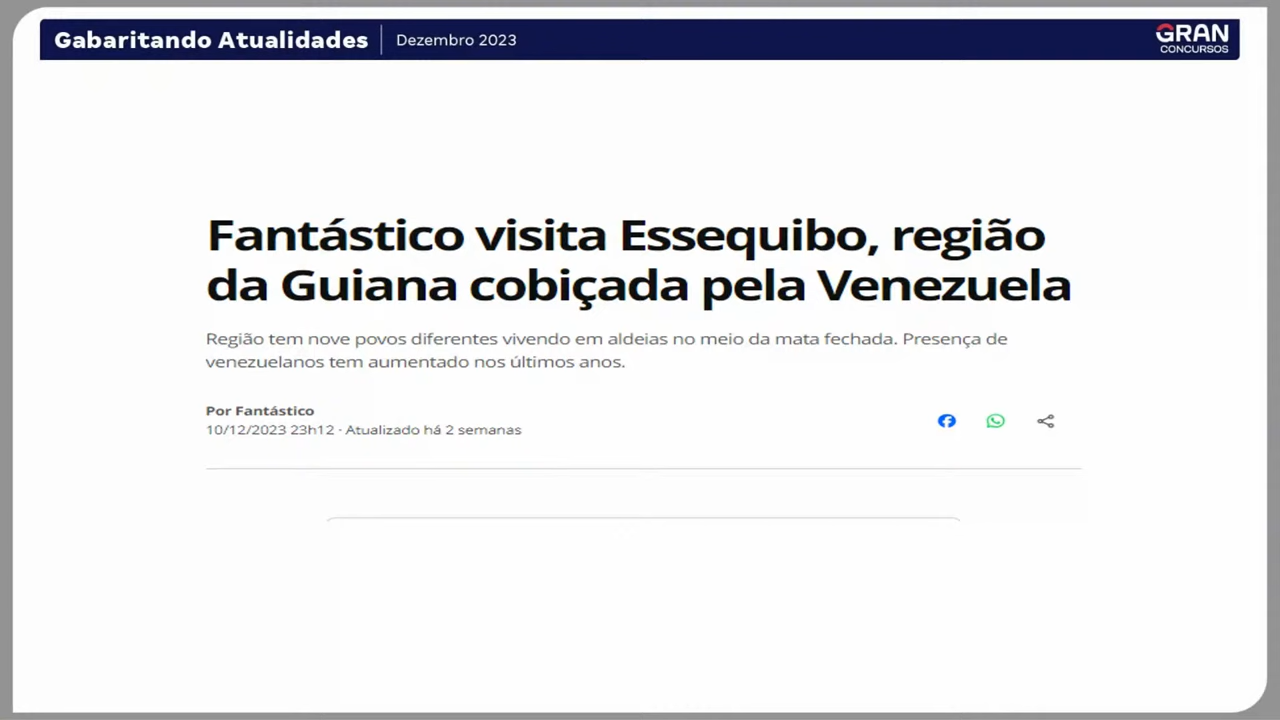 Gabaritando Atualidades
Dezembro 2023
GRAN
CONCURSOS
Fantástico visita Essequibo, região
da Guiana cobiçada pela Venezuela
Região tem nove povos diferentes vivendo em aldeias no meio da mata fechada. Presença de
venezuelanos tem aumentado nos últimos anos.
Por Fantástico
10/12/2023 23h12 · Atualizado há 2 semanas